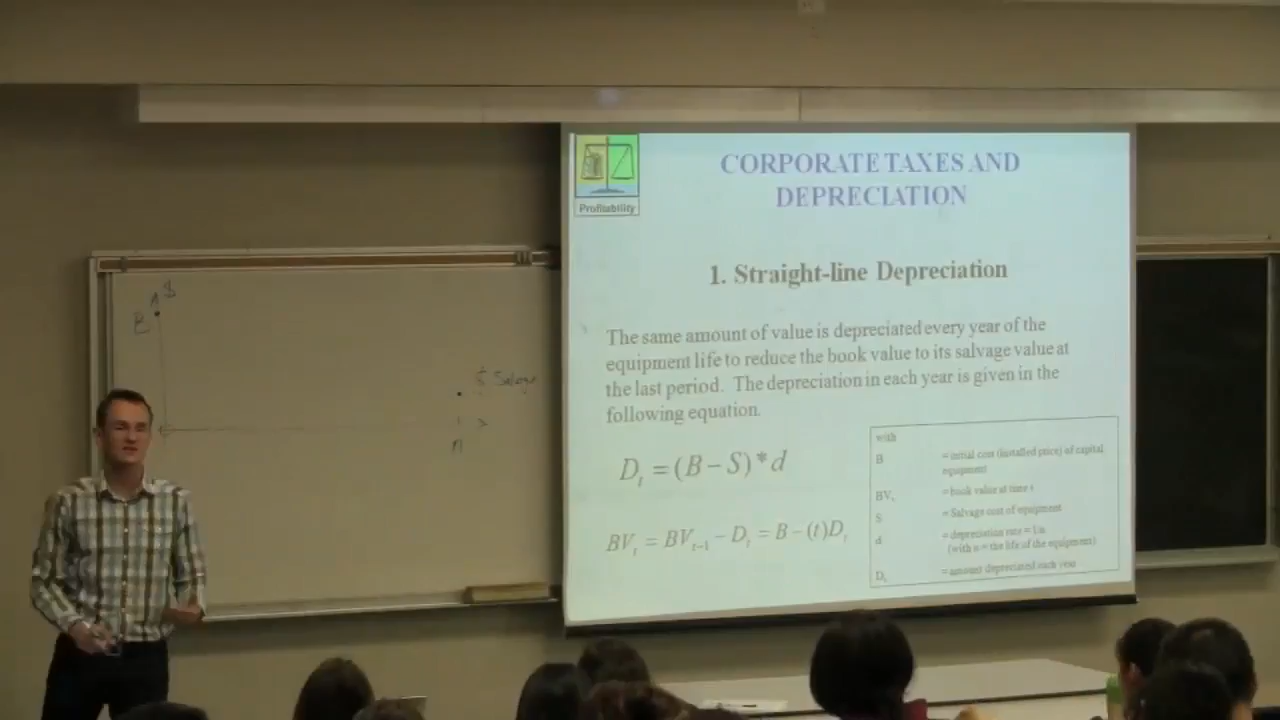 Profitability
CORPORATE TAXES AND
DEPRECIATION
1. Straight-line Depreciation
The same amount of value is depreciated every year of the
equipment life to reduce the book value to its salvage value at
the last period. The depreciation in each year is given in the
following equation.
D_t = (B – S) * d
BV_t = BV_{t–1} – D_t = B – (t)D_t
with
B = initial cost (installed price) of capital
equipment
BV_t = book value at time t
S = Salvage cost of equipment
d = depreciation rate = 1/n
(with n = the life of the equipment)
D_t = amount depreciated each year
$
B
Salvage
n